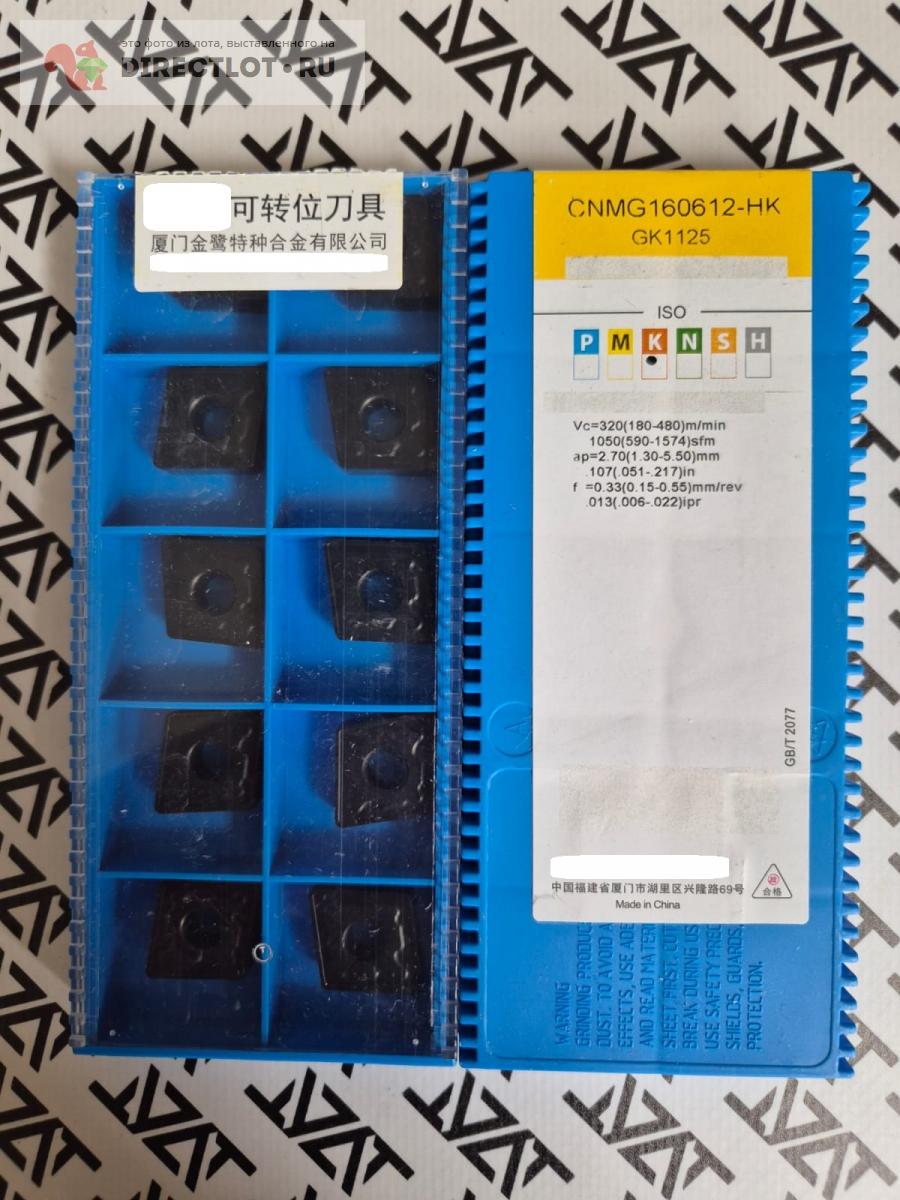 это фото из лота, выставленного на
DIRECTLOT•RU
可转位刀具
厦门金鹭特种合金有限公司
CNMG160612-HK
GK1125
ISO
P M K N S H
Vc=320(180-480)m/min
1050(590-1574)sfm
ap=2.70(1.30-5.50)mm
.107(.051-.217)in
f =0.33(0.15-0.55)mm/rev
.013(.006-.022)ipr
GB/T 2077
中国福建省厦门市湖里区兴隆路69号
合格
Made in China
WARNING
GRINDING PRODUC
DUST. TO AVOID A
EFFECTS, USE ADE
AND READ MATERI
SHEET FIRST. CUT
BREAK DURING US
USE SAFETY PREC
SHIELDS, GUARDS,
PROTECTION.